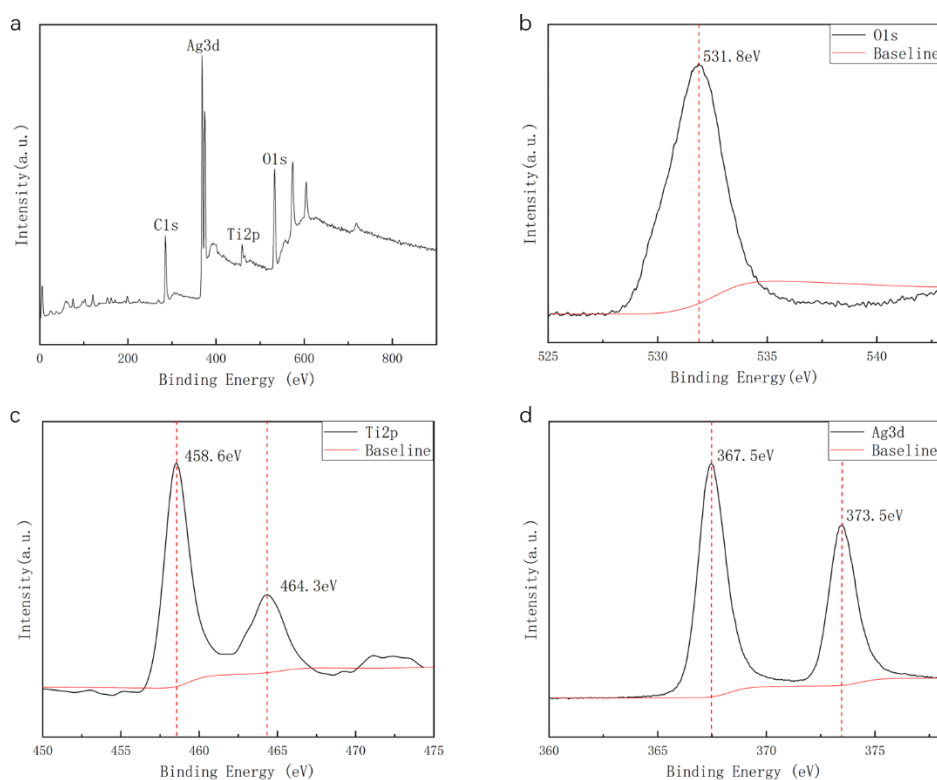 a
Ag3d
O1s
C1s
Ti2p
Intensity(a.u.)
0 200 400 600 800
Binding Energy (eV)
b
O1s
Baseline
531.8eV
Intensity(a.u.)
525 530 535 540
Binding Energy(eV)
c
Ti2p
Baseline
458.6eV
464.3eV
Intensity(a.u.)
450 455 460 465 470 475
Binding Energy (eV)
d
Ag3d
Baseline
367.5eV
373.5eV
Intensity(a.u.)
360 365 370 375
Binding Energy (eV)